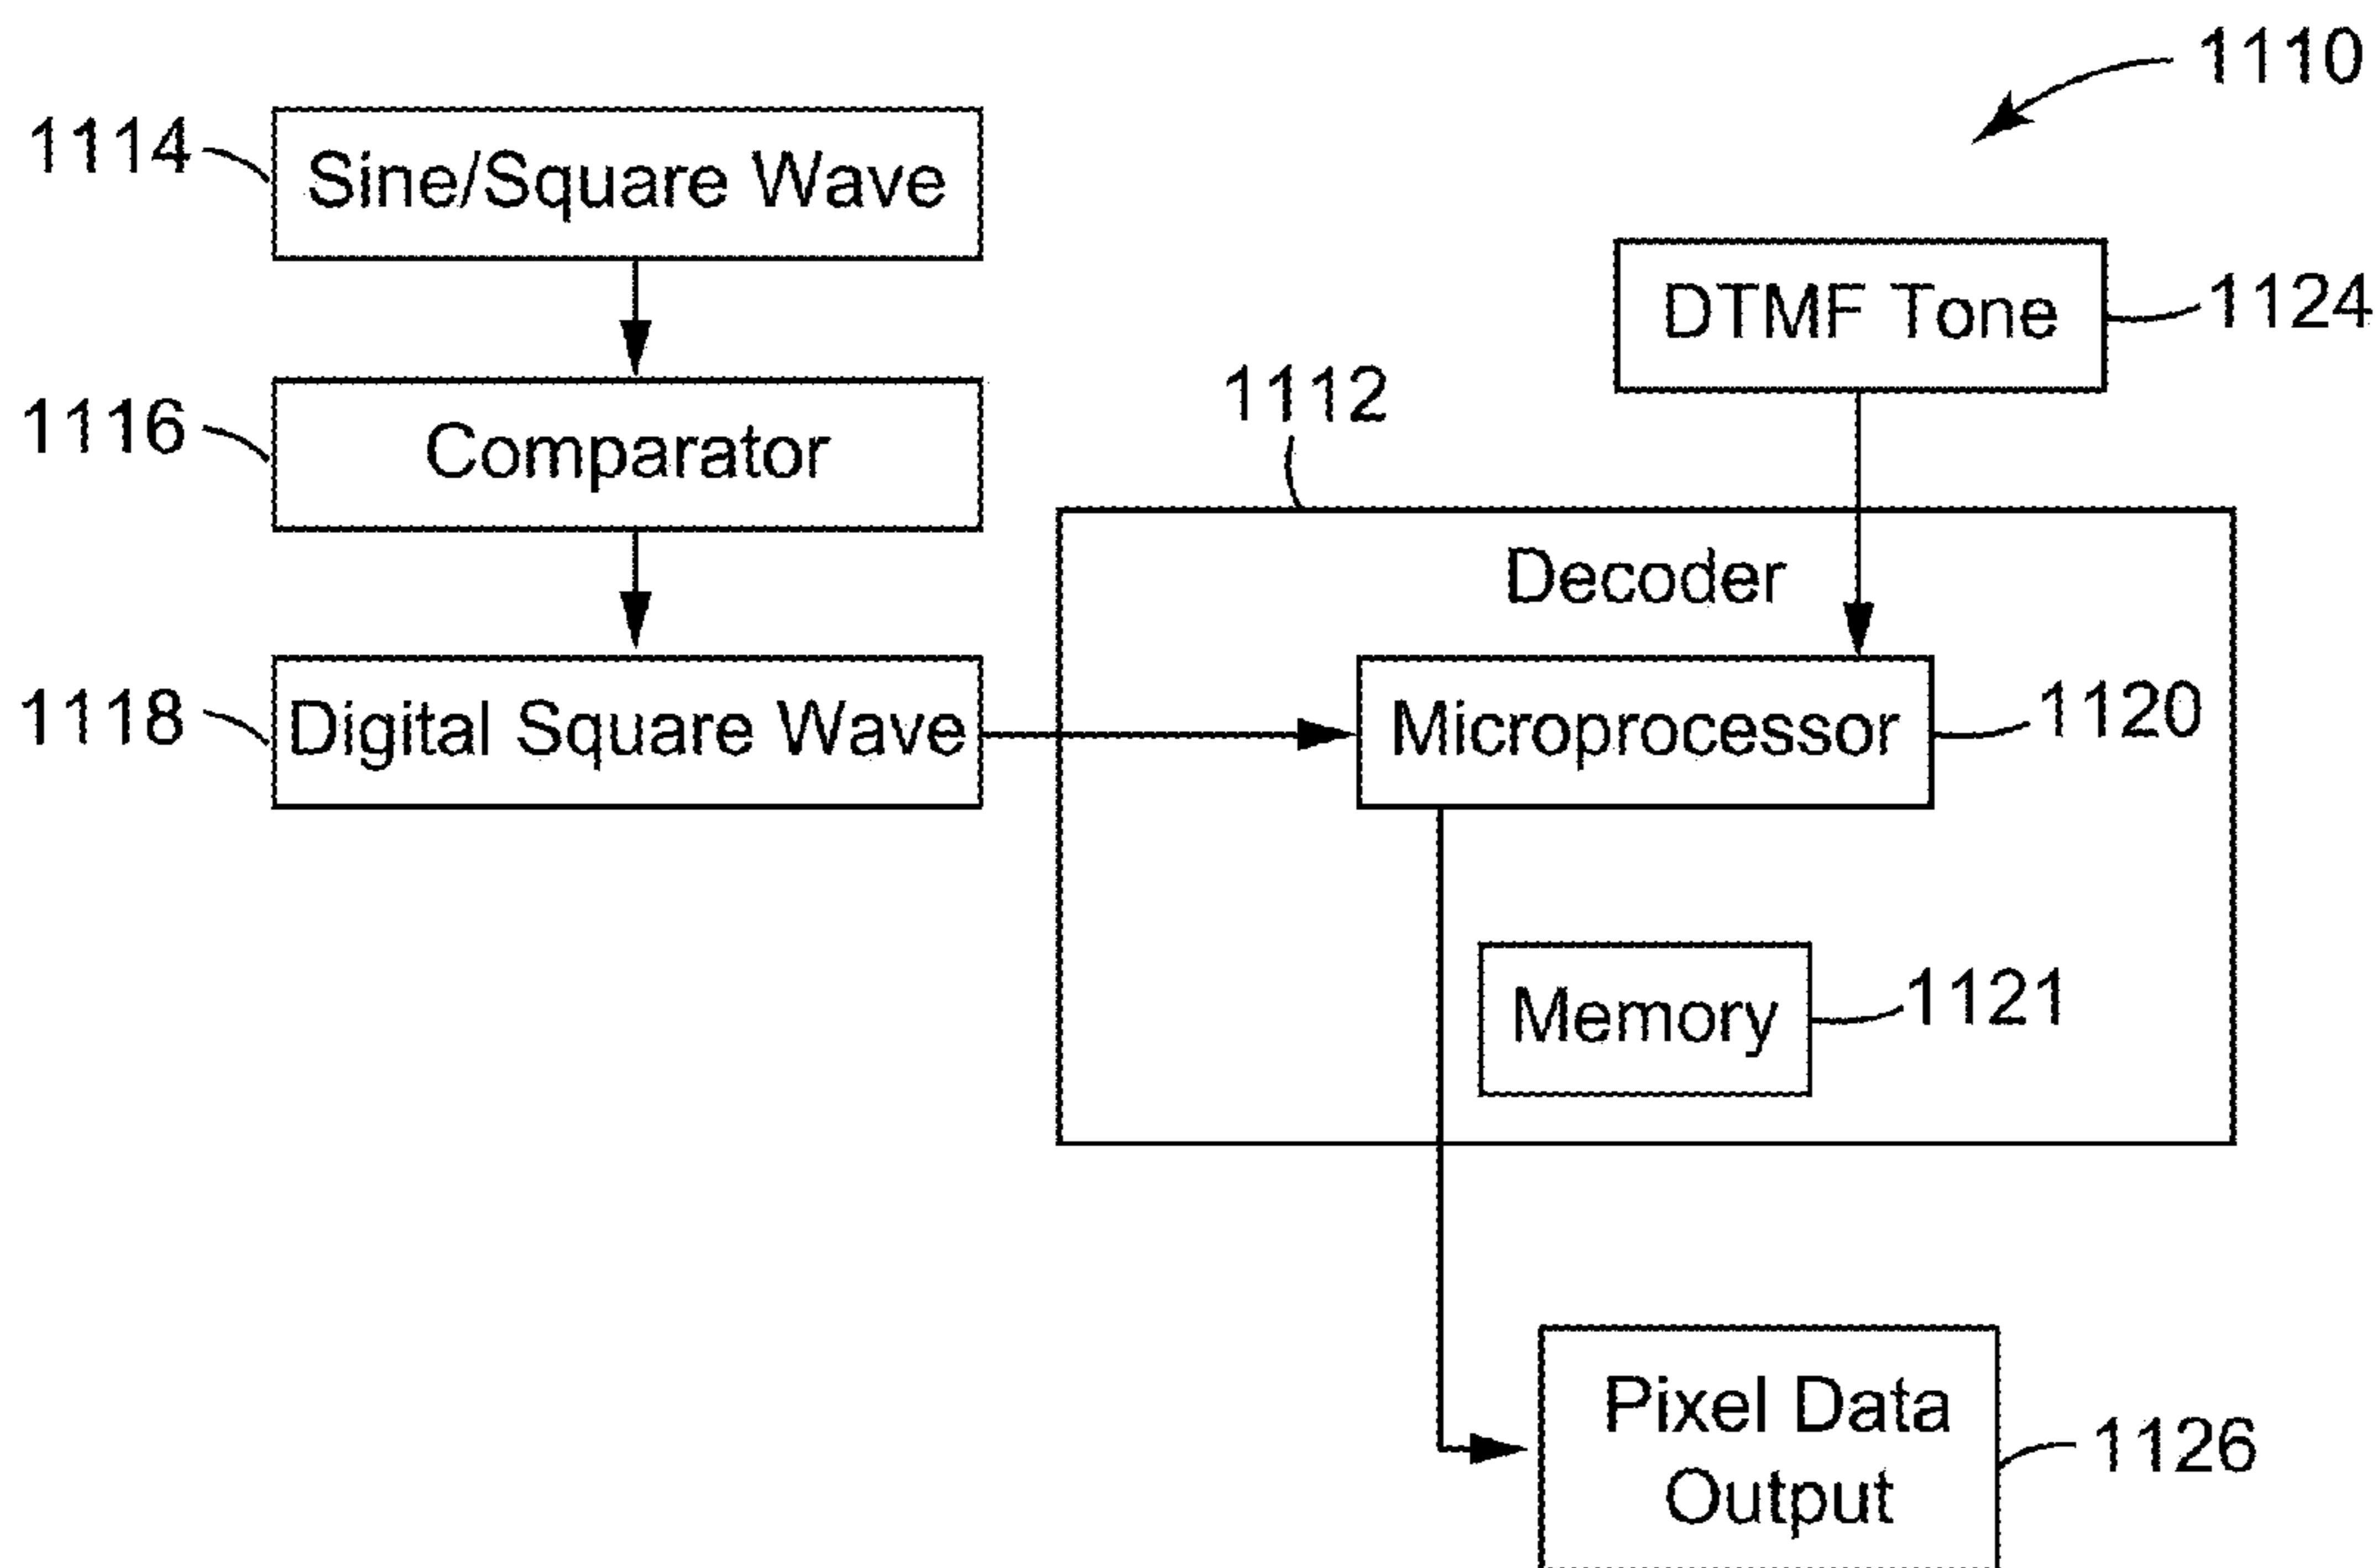 1110
1114
Sine/Square Wave
DTMF Tone
1124
1112
1116
Comparator
Decoder
1118
Digital Square Wave
Microprocessor
1120
Memory
1121
Pixel Data
Output
1126